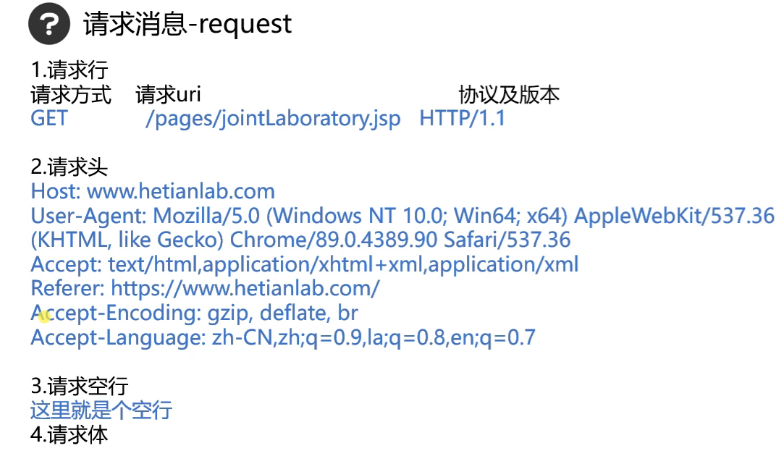 请求消息-request
1.请求行
请求方式 请求uri 协议及版本
GET /pages/jointLaboratory.jsp HTTP/1.1
2.请求头
Host: www.hetianlab.com
User-Agent: Mozilla/5.0 (Windows NT 10.0; Win64; x64) AppleWebKit/537.36
(KHTML, like Gecko) Chrome/89.0.4389.90 Safari/537.36
Accept: text/html,application/xhtml+xml,application/xml
Referer: https://www.hetianlab.com/
Accept-Encoding: gzip, deflate, br
Accept-Language: zh-CN,zh;q=0.9,la;q=0.8,en;q=0.7
3.请求空行
这里就是个空行
4.请求体